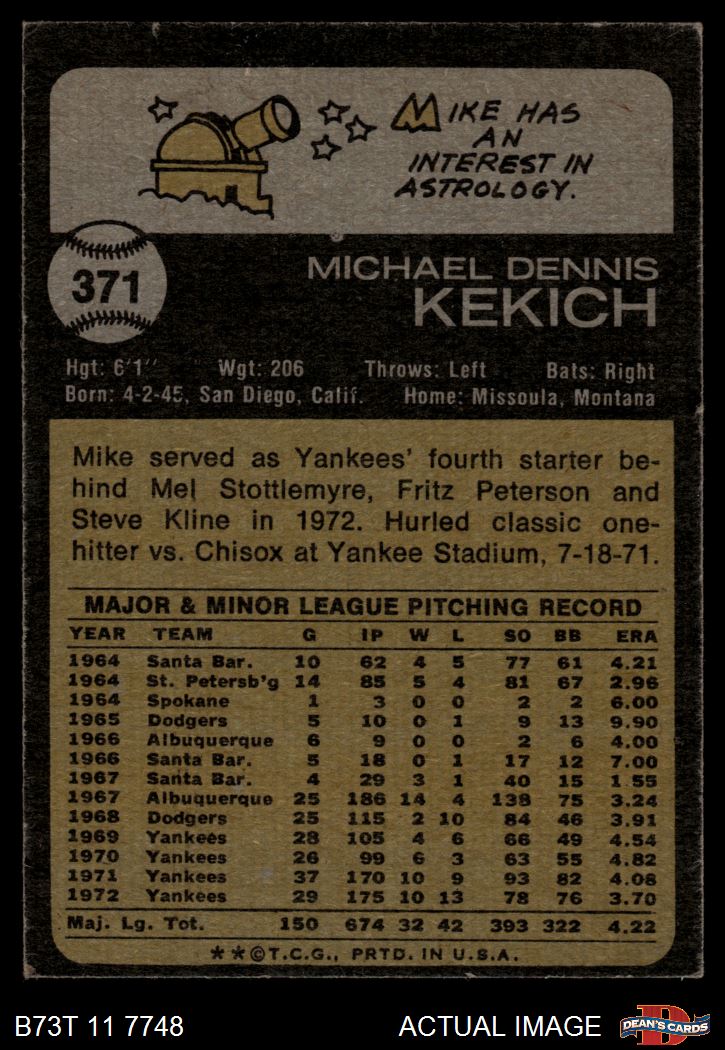 MIKE HAS
AN
INTEREST IN
ASTROLOGY.
371
MICHAEL DENNIS
KEKICH
Hgt: 6'1" Wgt: 206 Throws: Left Bats: Right
Born: 4-2-45, San Diego, Calif. Home: Missoula, Montana
Mike served as Yankees' fourth starter be-
hind Mel Stottlemyre, Fritz Peterson and
Steve Kline in 1972. Hurled classic one-
hitter vs. Chisox at Yankee Stadium, 7-18-71.
MAJOR & MINOR LEAGUE PITCHING RECORD
YEAR TEAM G IP W L SO BB ERA
1964 Santa Bar. 10 62 4 5 77 61 4.21
1964 St. Petersb'g 14 85 5 4 81 67 2.96
1964 Spokane 1 3 0 0 2 2 6.00
1965 Dodgers 5 10 0 1 9 13 9.90
1966 Albuquerque 6 9 0 0 2 6 4.00
1966 Santa Bar. 5 18 0 1 17 12 7.00
1967 Santa Bar. 4 29 3 1 40 15 1.55
1967 Albuquerque 25 186 14 4 138 75 3.24
1968 Dodgers 25 115 2 10 84 46 3.91
1969 Yankees 28 105 4 6 66 49 4.54
1970 Yankees 26 99 6 3 63 55 4.82
1971 Yankees 37 170 10 9 93 82 4.08
1972 Yankees 29 175 10 13 78 76 3.70
Maj. Lg. Tot. 150 674 32 42 393 322 4.22
**©T.C.G., PRTD. IN U.S.A.
B73T 11 7748 ACTUAL IMAGE D DEAN'S CARDS